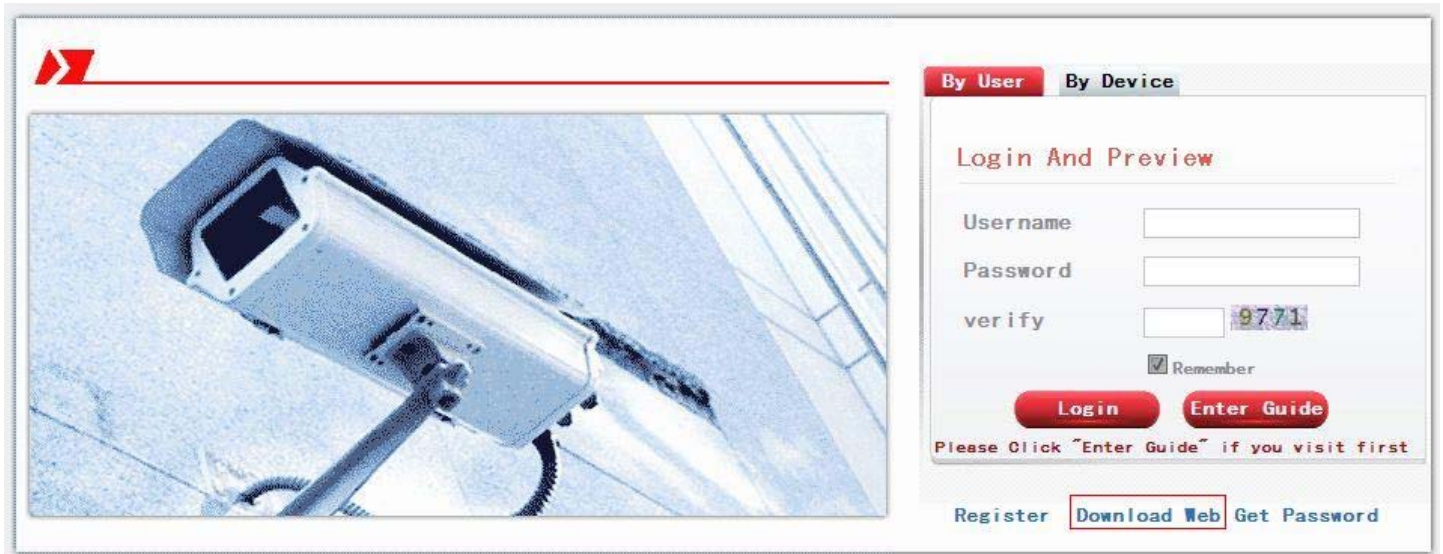 By User By Device
Login And Preview
Username
Password
verify 9771
Remember
Login Enter Guide
Please Click "Enter Guide" if you visit first
Register Download Web Get Password